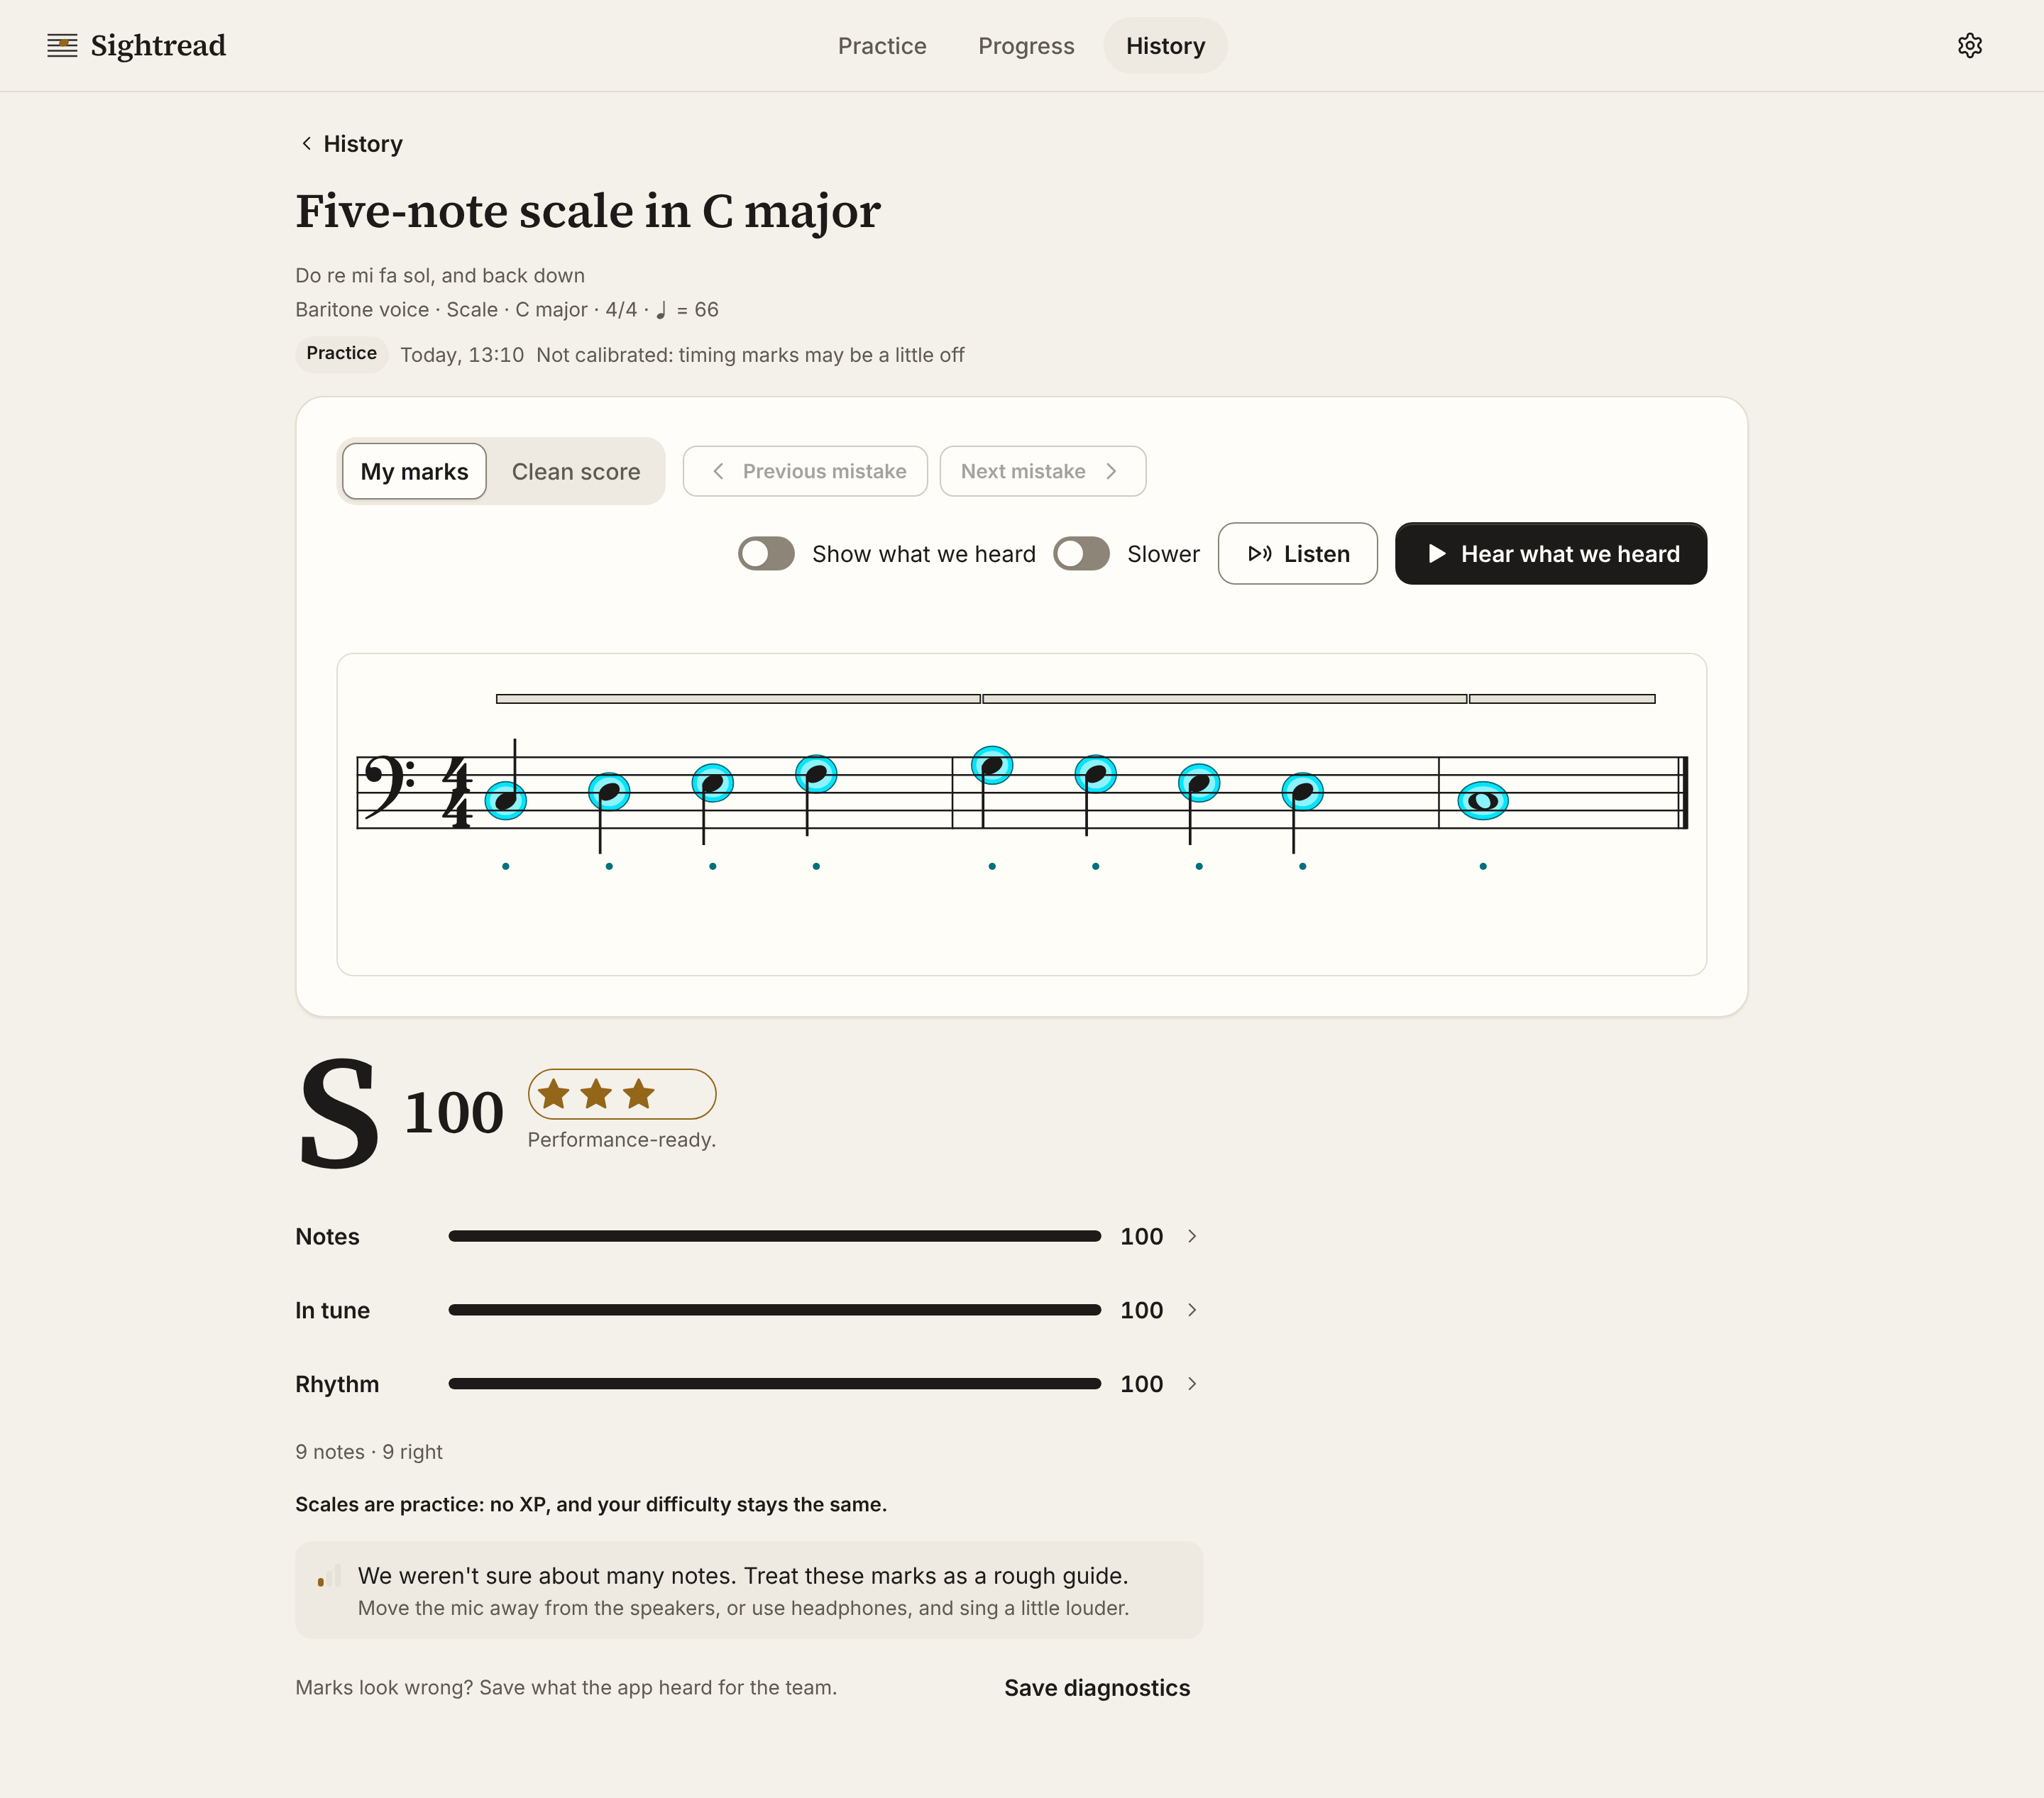 Sightread
Practice
Progress
History
History
Five-note scale in C major
Do re mi fa sol, and back down
Baritone voice · Scale · C major · 4/4 · ♩ = 66
Practice Today, 13:10 Not calibrated: timing marks may be a little off
My marks
Clean score
Previous mistake
Next mistake
Show what we heard
Slower
Listen
Hear what we heard
4
4
S 100
Performance-ready.
Notes 100
In tune 100
Rhythm 100
9 notes · 9 right
Scales are practice: no XP, and your difficulty stays the same.
We weren't sure about many notes. Treat these marks as a rough guide.
Move the mic away from the speakers, or use headphones, and sing a little louder.
Marks look wrong? Save what the app heard for the team.
Save diagnostics